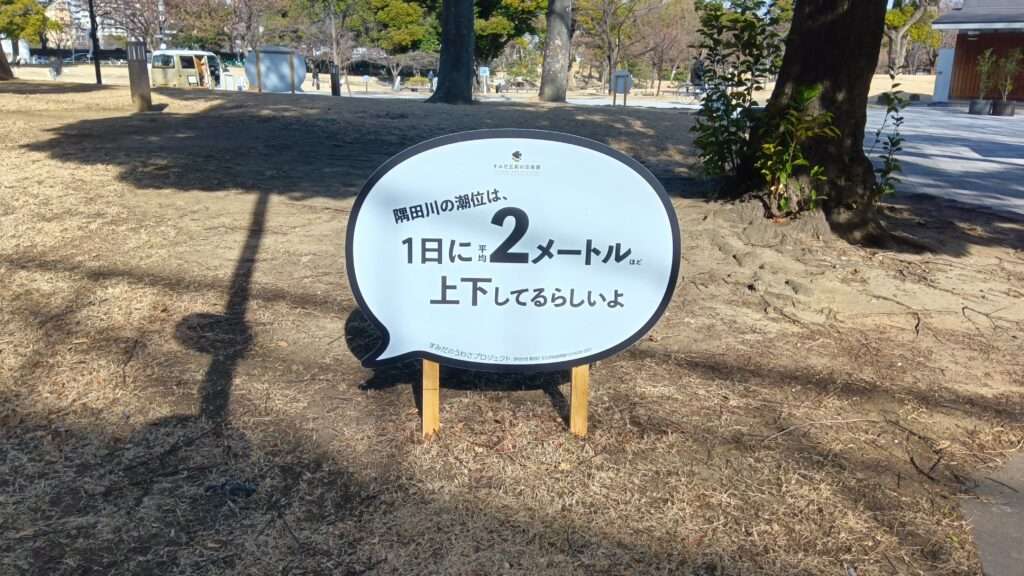 隅田川の潮位は、
1日に平均2メートルほど
上下してるらしいよ
すみだのうわさプロジェクト